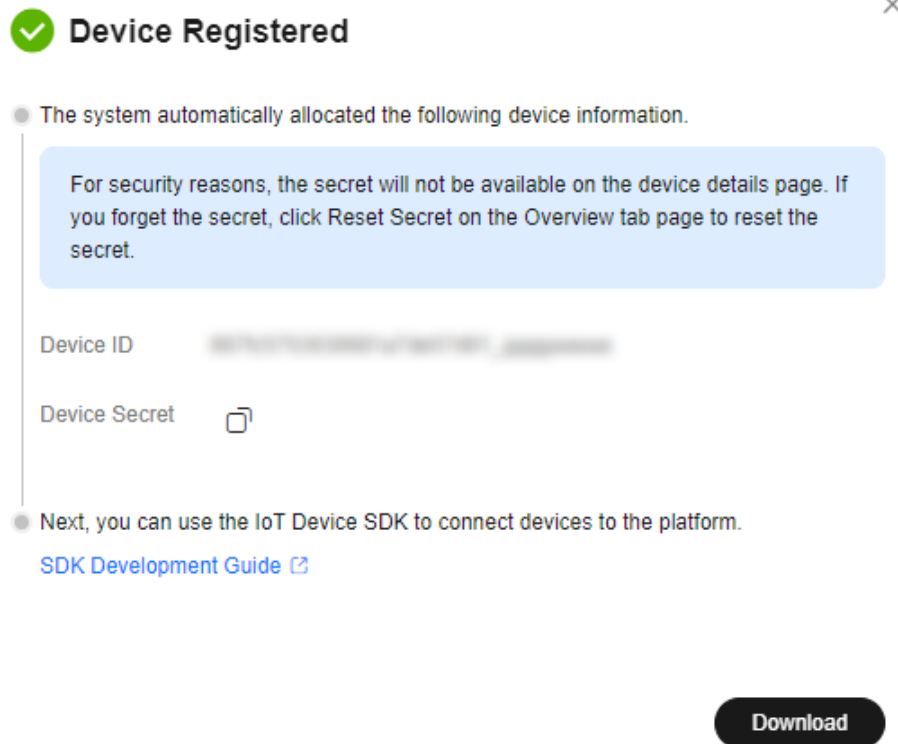 Device Registered
The system automatically allocated the following device information.
For security reasons, the secret will not be available on the device details page. If
you forget the secret, click Reset Secret on the Overview tab page to reset the
secret.
Device ID
Device Secret
Next, you can use the IoT Device SDK to connect devices to the platform.
SDK Development Guide
Download